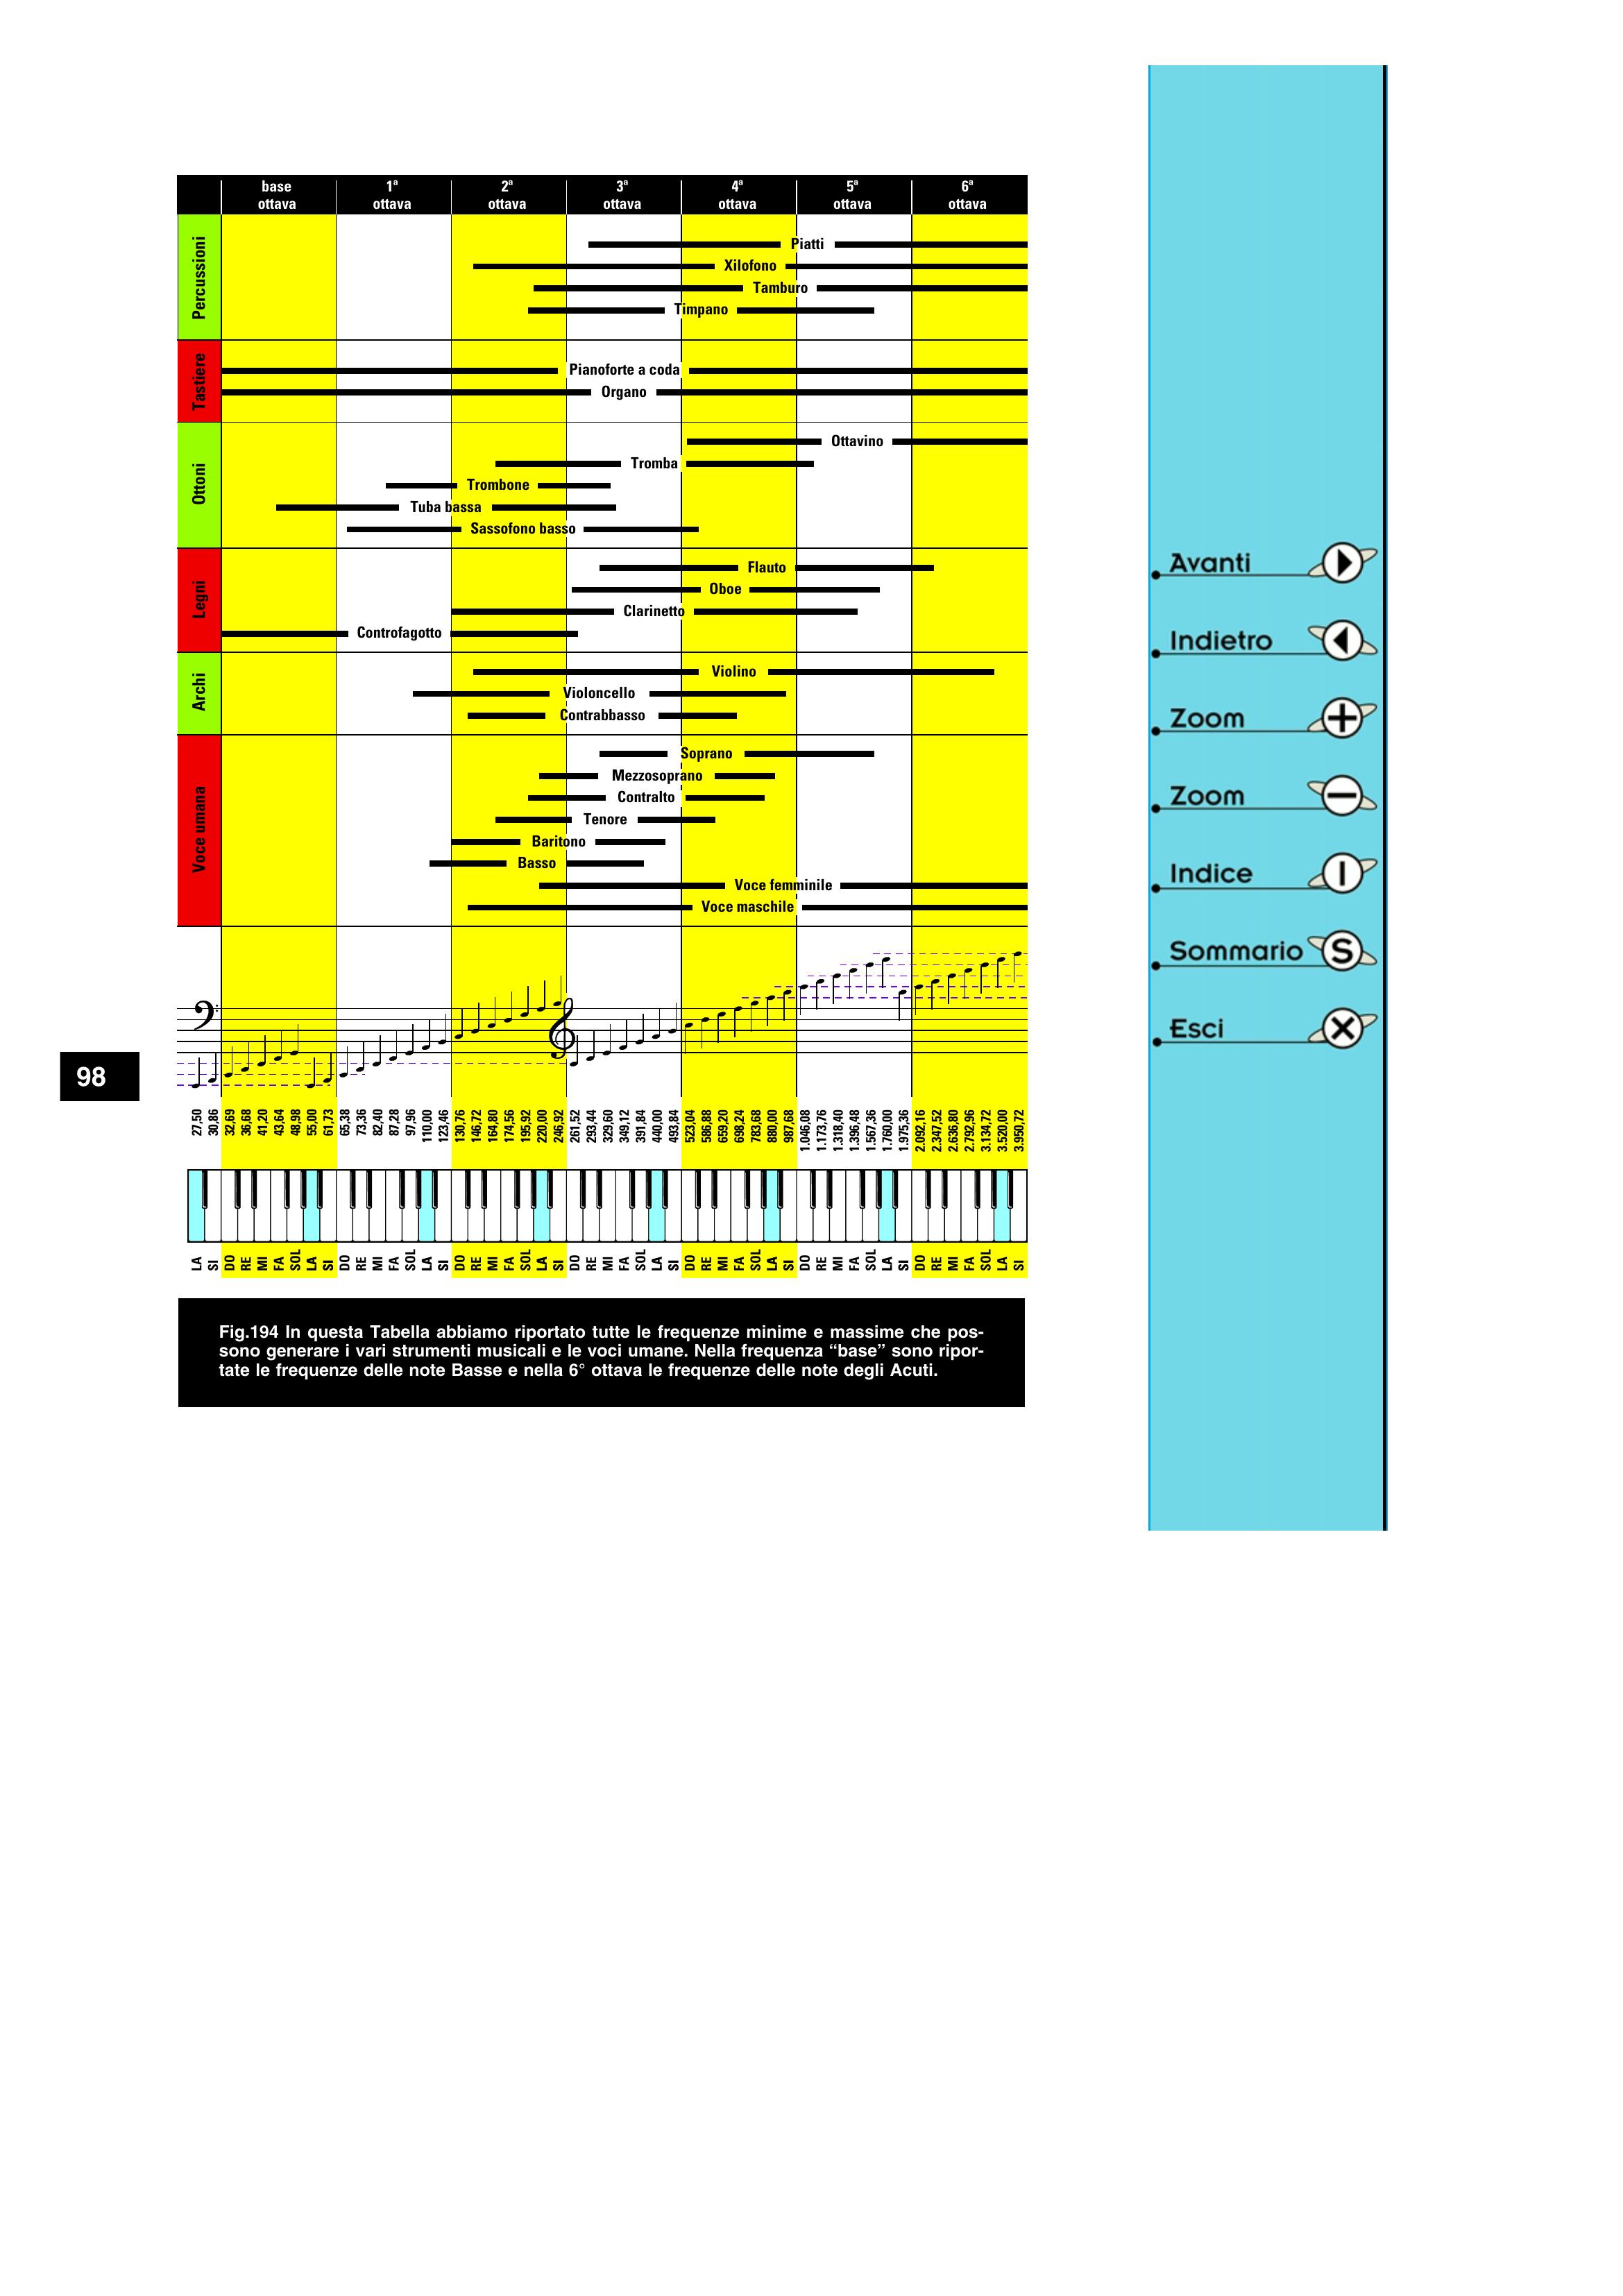 base
ottava
1ª
ottava
2ª
ottava
3ª
ottava
4ª
ottava
5ª
ottava
6ª
ottava
Percussioni
Piatti
Xilofono
Tamburo
Timpano
Tastiere
Pianoforte a coda
Organo
Ottoni
Ottavino
Tromba
Trombone
Tuba bassa
Sassofono basso
Legni
Flauto
Oboe
Clarinetto
Controfagotto
Archi
Violino
Violoncello
Contrabbasso
Voce umana
Soprano
Mezzosoprano
Contralto
Tenore
Baritono
Basso
Voce femminile
Voce maschile
27,50
30,86
32,69
36,68
41,20
43,64
48,98
55,00
61,73
65,38
73,36
82,40
87,28
97,96
110,00
123,46
130,76
146,72
164,80
174,56
195,92
220,00
246,92
261,52
293,44
329,60
349,12
391,84
440,00
493,84
523,04
586,88
659,20
698,24
783,68
880,00
987,68
1.046,08
1.173,76
1.318,40
1.396,48
1.567,36
1.760,00
1.975,36
2.092,16
2.347,52
2.636,80
2.792,96
3.134,72
3.520,00
3.950,72
LA
SI
DO
RE
MI
FA
SOL
LA
SI
DO
RE
MI
FA
SOL
LA
SI
DO
RE
MI
FA
SOL
LA
SI
DO
RE
MI
FA
SOL
LA
SI
DO
RE
MI
FA
SOL
LA
SI
DO
RE
MI
FA
SOL
LA
SI
DO
RE
MI
FA
SOL
LA
SI
Fig.194 In questa Tabella abbiamo riportato tutte le frequenze minime e massime che pos-
sono generare i vari strumenti musicali e le voci umane. Nella frequenza “base” sono ripor-
tate le frequenze delle note Basse e nella 6° ottava le frequenze delle note degli Acuti.
98
Avanti
Indietro
Zoom
Zoom
Indice I
Sommario S
Esci